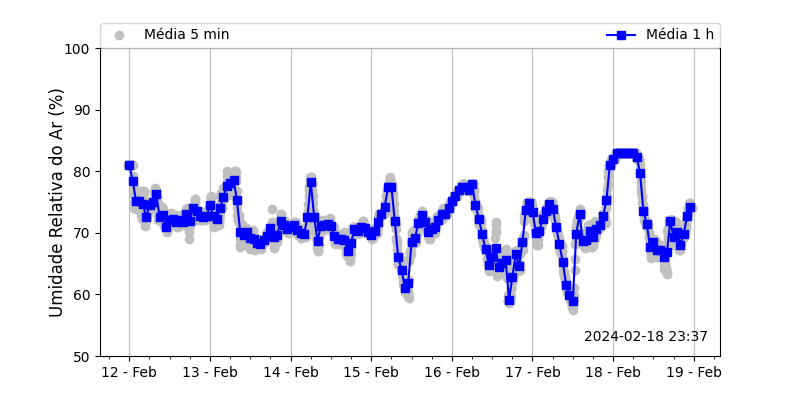 Média 5 min
Média 1 h
Umidade Relativa do Ar (%)
100
90
80
70
60
50
2024-02-18 23:37
12 - Feb
13 - Feb
14 - Feb
15 - Feb
16 - Feb
17 - Feb
18 - Feb
19 - Feb